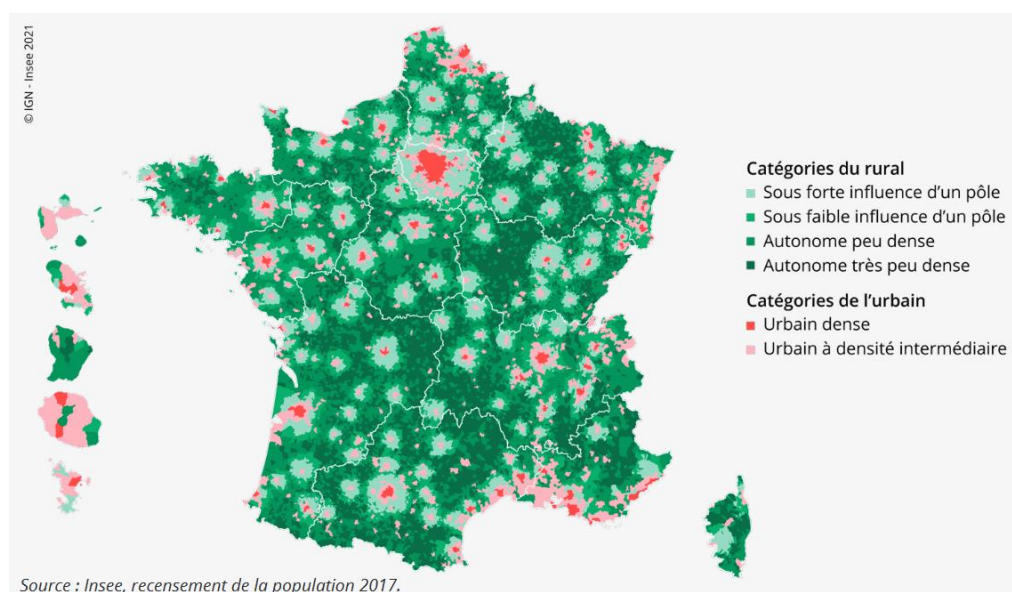 © IGN - Insee 2021
Catégories du rural
Sous forte influence d’un pôle
Sous faible influence d’un pôle
Autonome peu dense
Autonome très peu dense
Catégories de l’urbain
Urbain dense
Urbain à densité intermédiaire
Source : Insee, recensement de la population 2017.